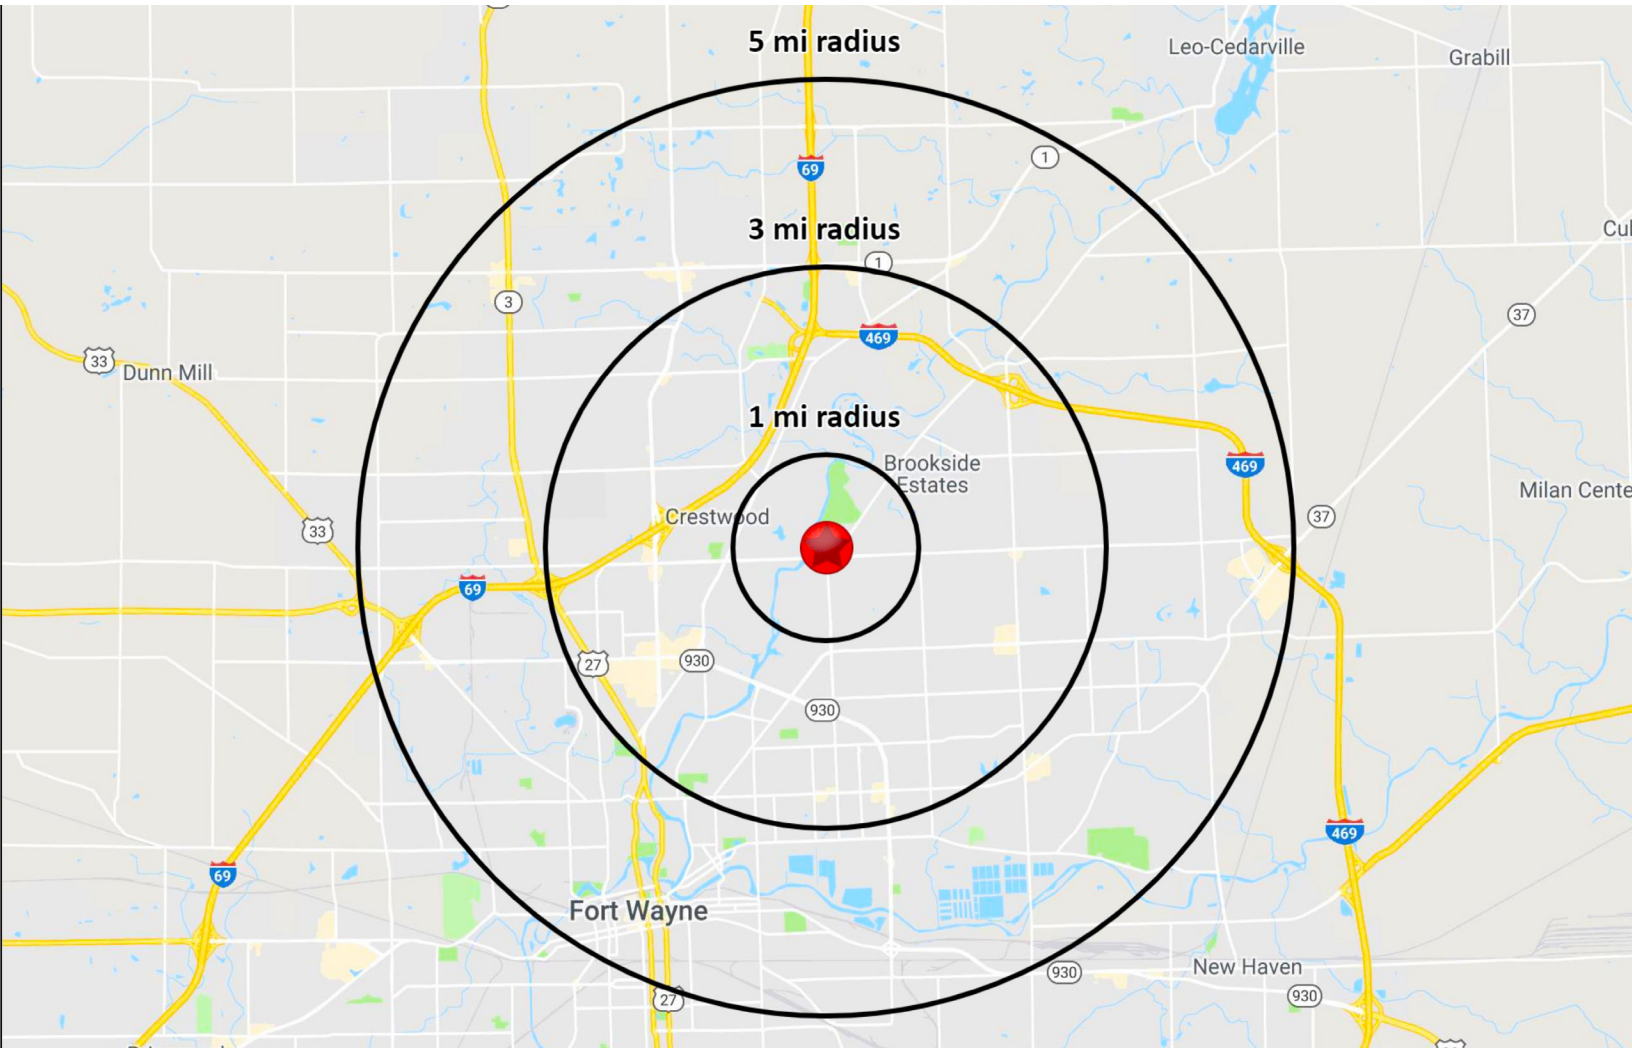 5 mi radius
Leo-Cedarville
Grabill
1
69
3 mi radius
1
3
37
469
33
Dunn Mill
1 mi radius
Brookside
Estates
469
Milan Cente
Crestwood
37
33
69
27
930
930
469
69
Fort Wayne
New Haven
930
930
27